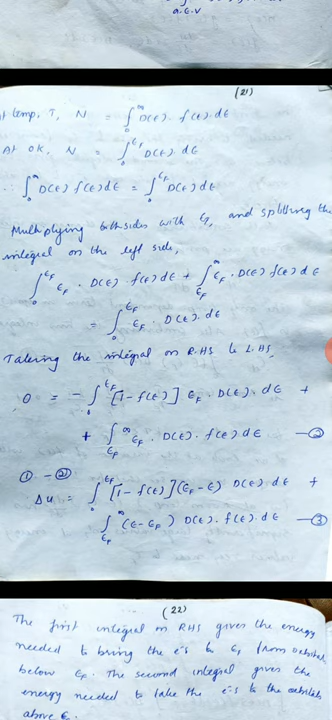 a.e.v
(21)
temp, T, N = ∫₀^∞ D(ε). f(ε) dε
At 0K, N = ∫₀^εF D(ε). dε
∴ ∫₀^∞ D(ε) f(ε) dε = ∫₀^εF D(ε) dε
Multiplying both sides with εF, and splitting the
integral on the left side,
∫₀^εF εF . D(ε) . f(ε) dε + ∫εF^∞ εF . D(ε) f(ε) dε
= ∫₀^εF εF . D(ε). dε
Taking the integral on R.HS to L.HS,
0 = - ∫₀^εF [1 - f(ε)] εF . D(ε). dε +
+ ∫εF^∞ εF . D(ε). f(ε) dε —②
① - ②
Δu = ∫₀^εF [1 - f(ε)] (εF - ε) D(ε) dε +
∫εF^∞ (ε - εF) D(ε). f(ε). dε —③
(22)
The first integral on RHS gives the energy
needed to bring the e⁻s to εF from orbital
below εF. The second integral gives the
energy needed to take the e⁻s to the orbitals
above ε